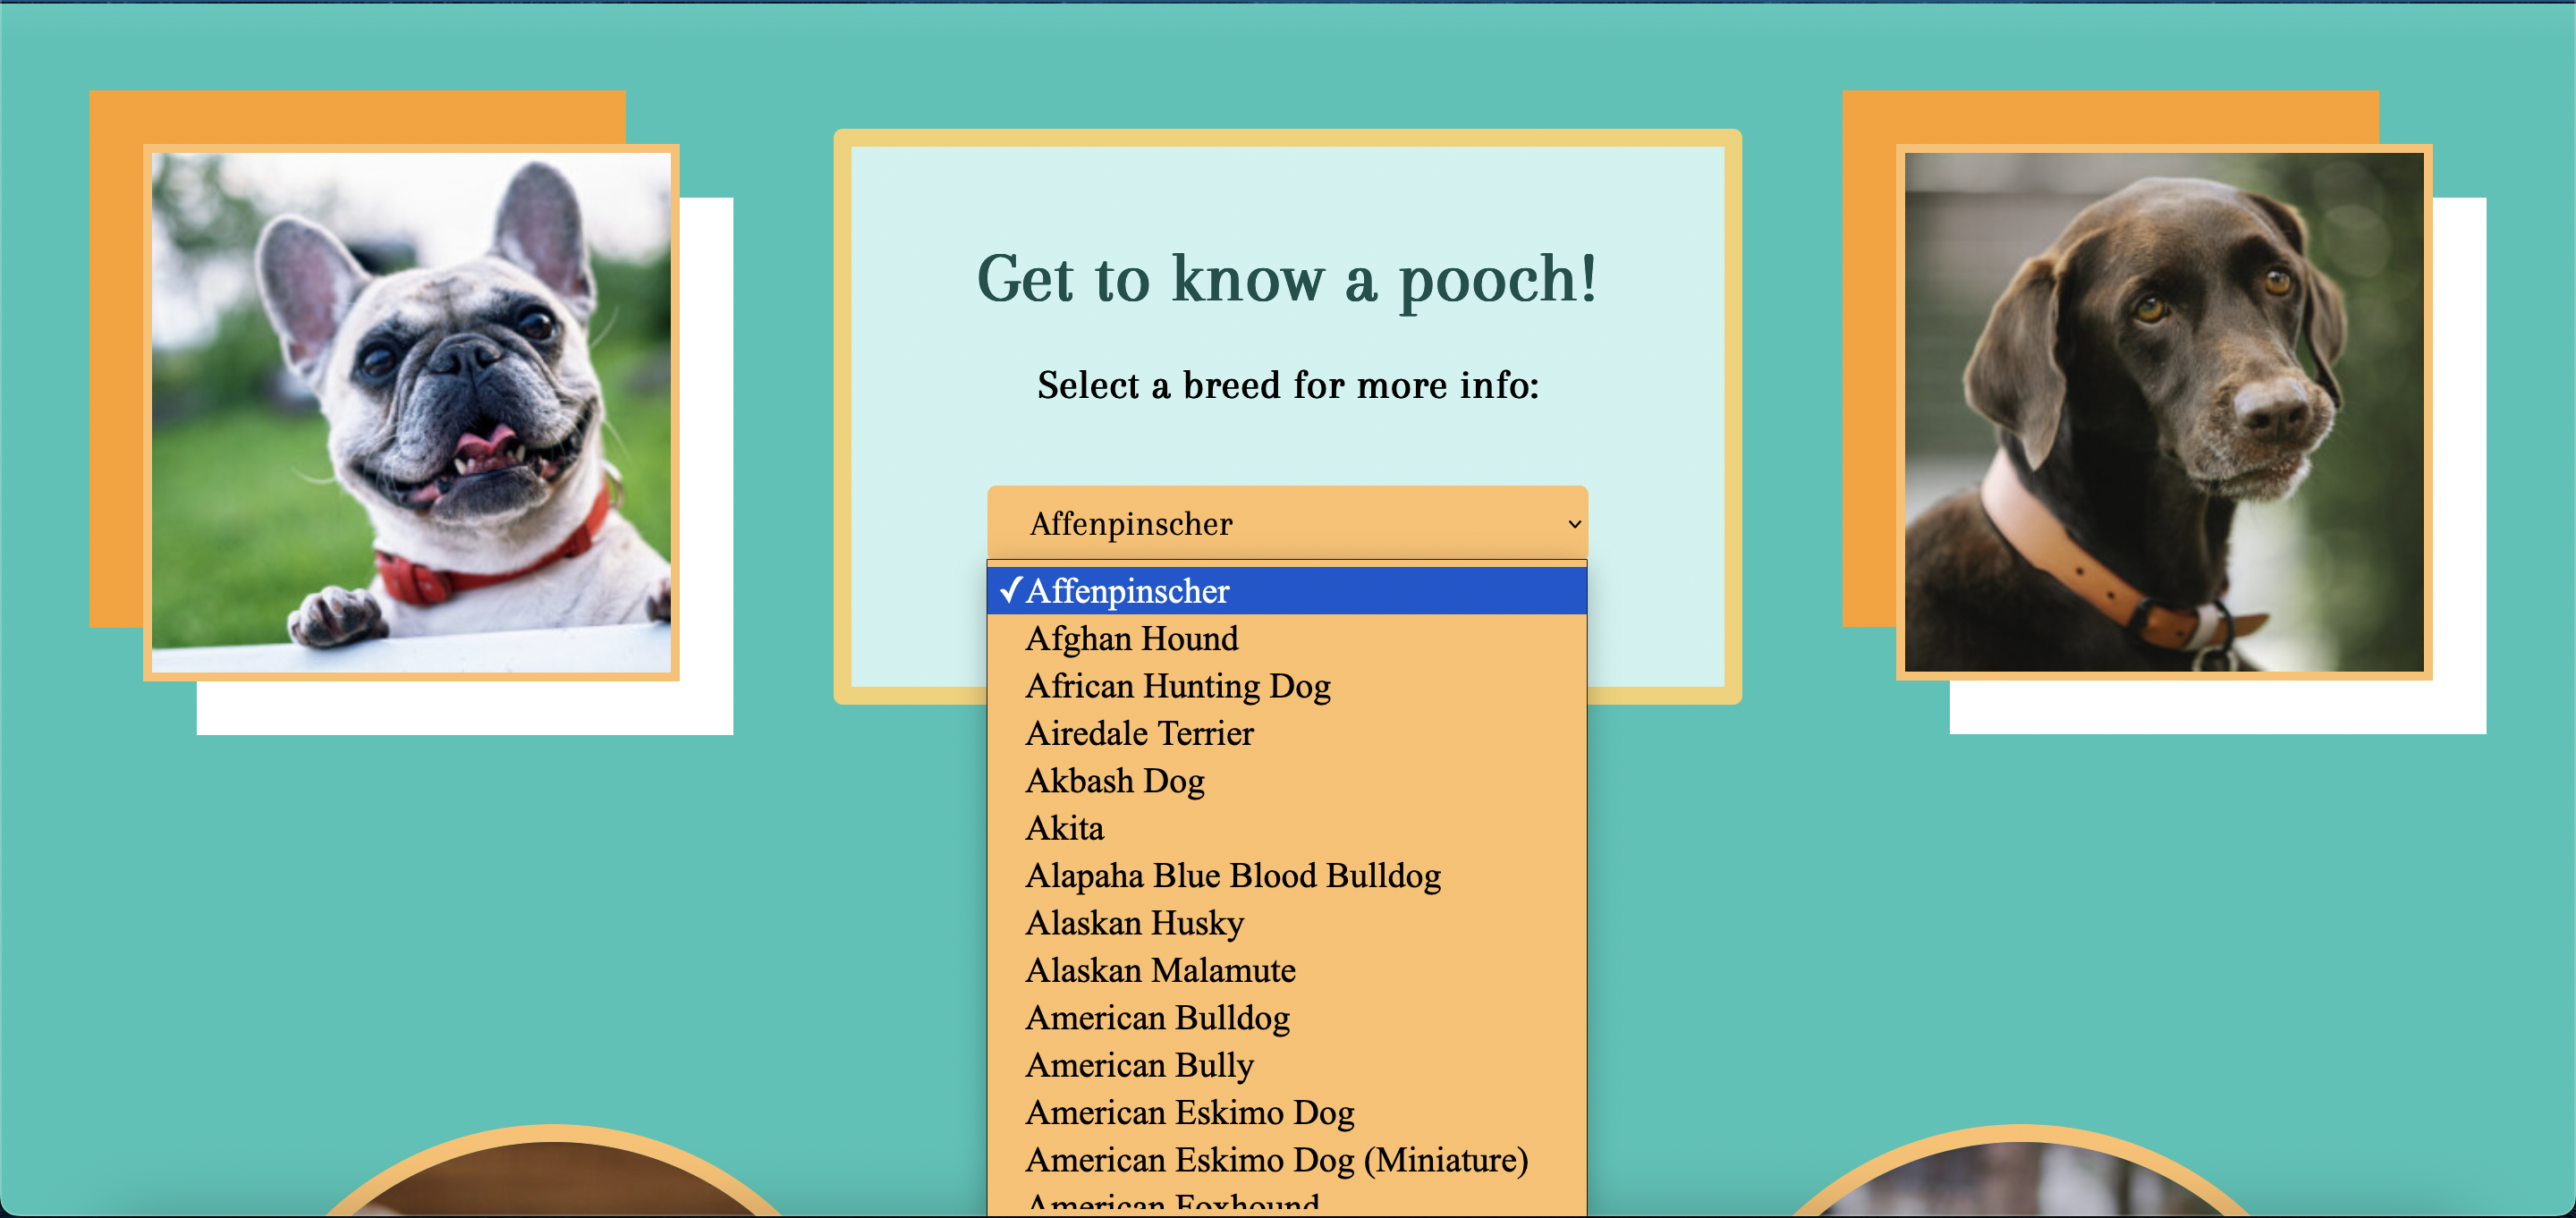 Get to know a pooch!
Select a breed for more info:
Affenpinscher
✓Affenpinscher
Afghan Hound
African Hunting Dog
Airedale Terrier
Akbash Dog
Akita
Alapaha Blue Blood Bulldog
Alaskan Husky
Alaskan Malamute
American Bulldog
American Bully
American Eskimo Dog
American Eskimo Dog (Miniature)
American Foxhound